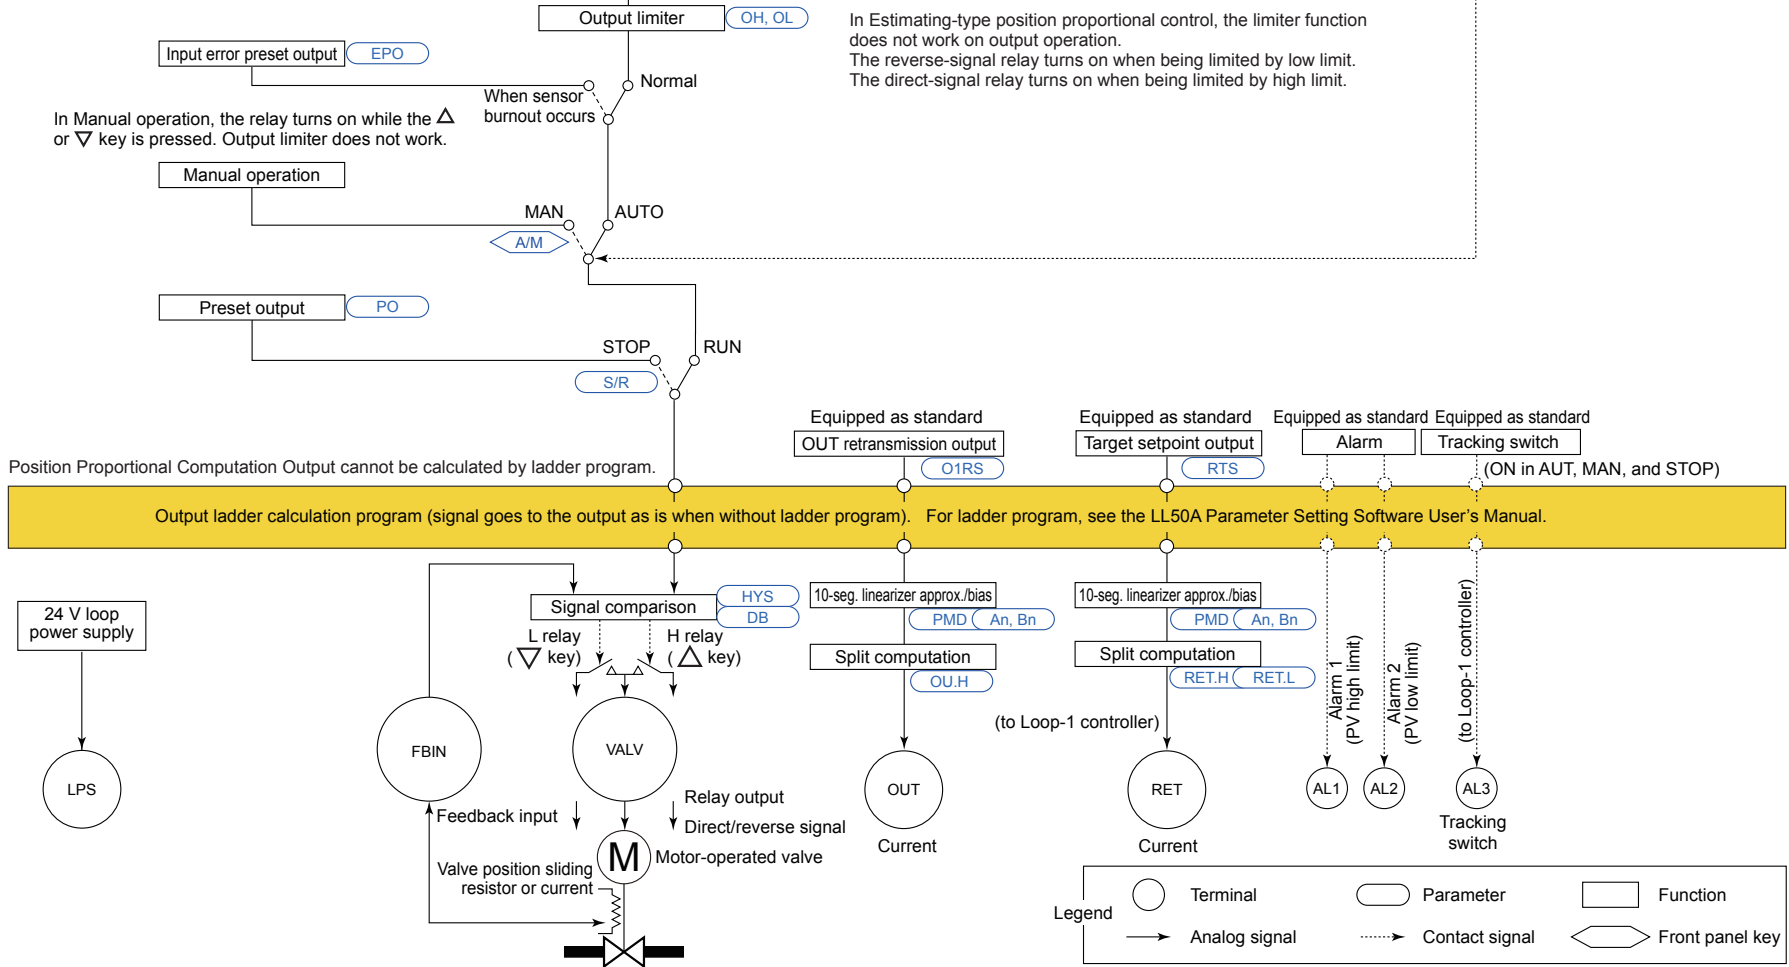 Output limiter
OH, OL
In Estimating-type position proportional control, the limiter function
does not work on output operation.
The reverse-signal relay turns on when being limited by low limit.
The direct-signal relay turns on when being limited by high limit.
Input error preset output
EPO
When sensor
burnout occurs
Normal
In Manual operation, the relay turns on while the △
or ▽ key is pressed. Output limiter does not work.
Manual operation
MAN
AUTO
A/M
Preset output
PO
STOP
RUN
S/R
Equipped as standard
OUT retransmission output
O1RS
Equipped as standard
Target setpoint output
RTS
Equipped as standard
Alarm
Equipped as standard
Tracking switch
(ON in AUT, MAN, and STOP)
Position Proportional Computation Output cannot be calculated by ladder program.
Output ladder calculation program (signal goes to the output as is when without ladder program). For ladder program, see the LL50A Parameter Setting Software User's Manual.
24 V loop
power supply
LPS
Signal comparison
HYS
DB
L relay
(▽ key)
H relay
(△ key)
FBIN
VALV
Feedback input
Relay output
Direct/reverse signal
M
Motor-operated valve
Valve position sliding
resistor or current
10-seg. linearizer approx./bias
PMD
An, Bn
Split computation
OU.H
OUT
Current
10-seg. linearizer approx./bias
PMD
An, Bn
Split computation
RET.H
RET.L
(to Loop-1 controller)
RET
Current
Alarm 1
(PV high limit)
AL1
Alarm 2
(PV low limit)
AL2
(to Loop-1 controller)
AL3
Tracking
switch
Legend
Terminal
Parameter
Function
Analog signal
Contact signal
Front panel key